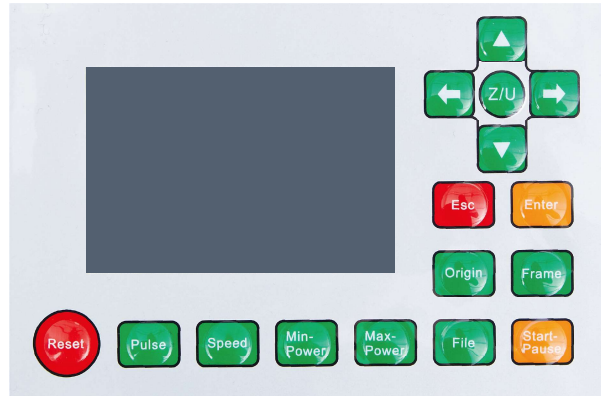 Z/U
Esc
Enter
Origin
Frame
Reset
Pulse
Speed
Min-
Power
Max-
Power
File
Start-
Pause